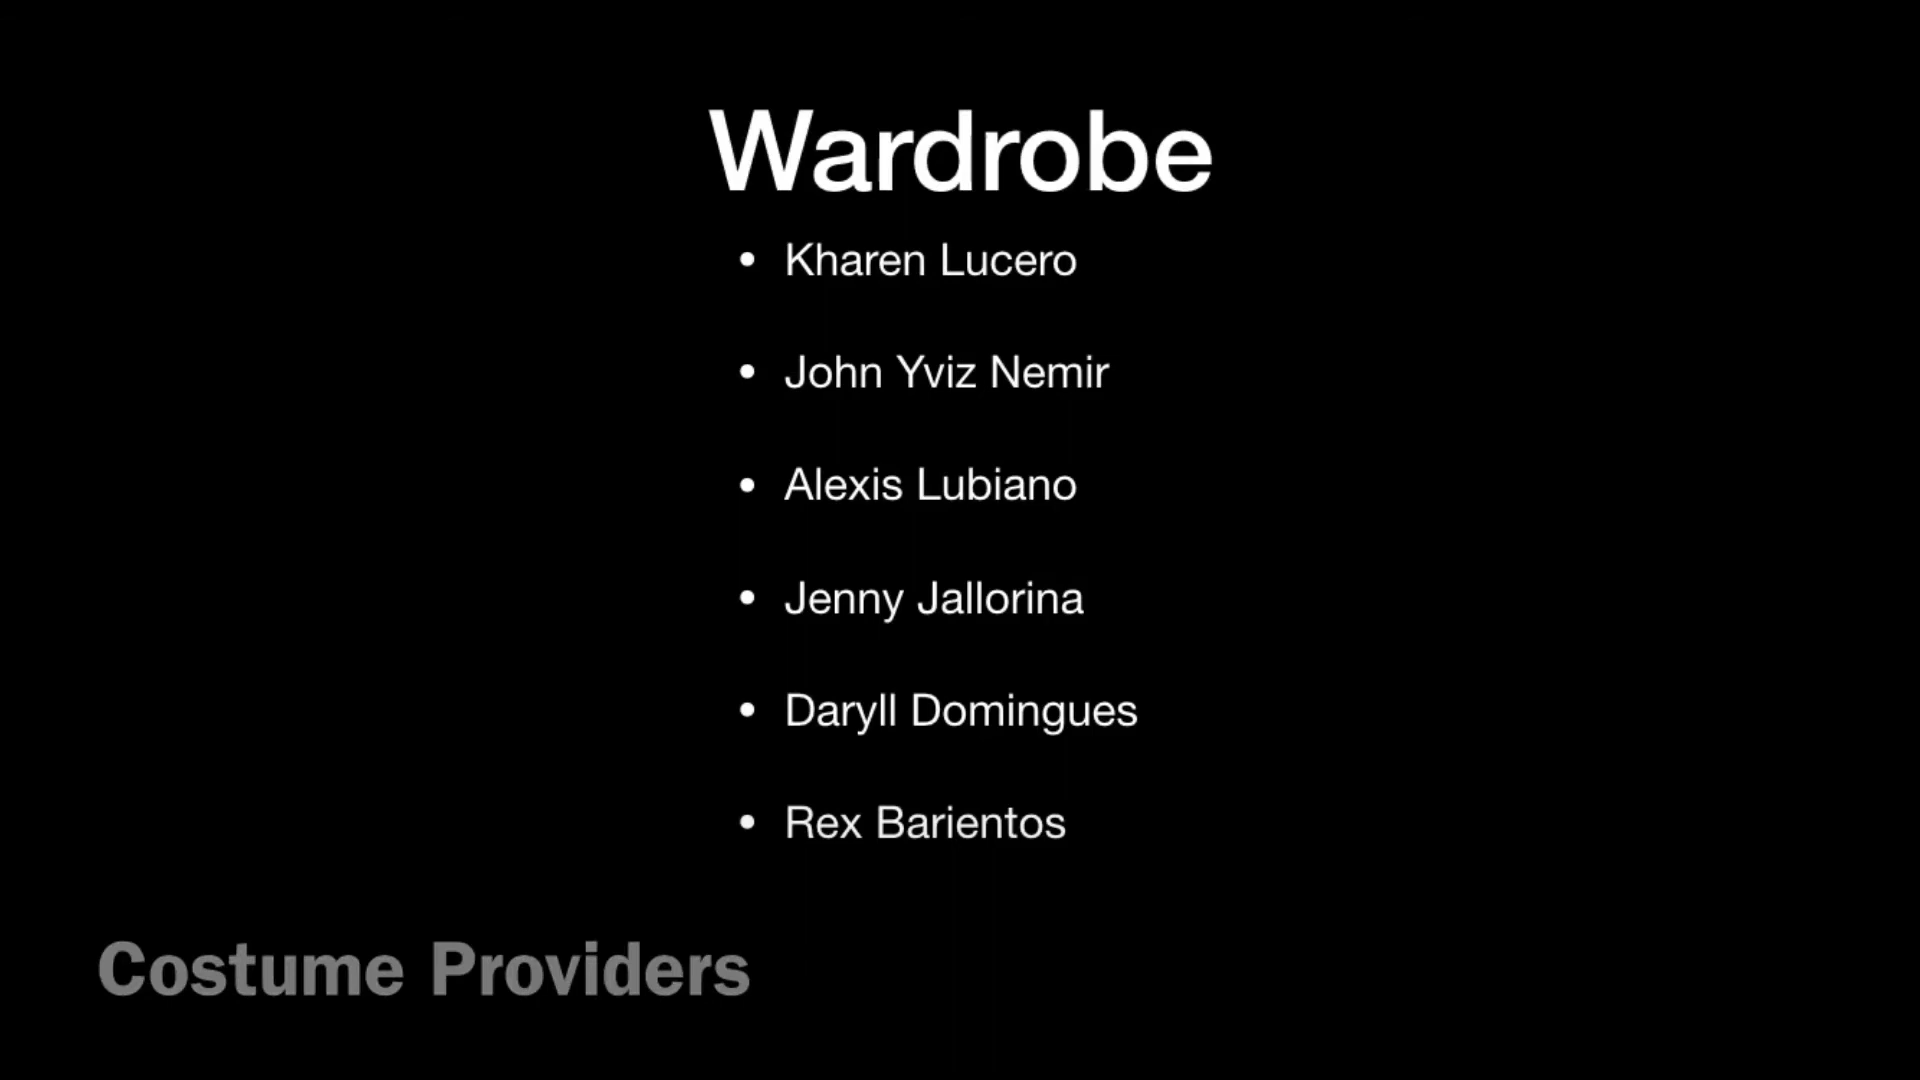 Wardrobe
• Kharen Lucero
• John Yviz Nemir
• Alexis Lubiano
• Jenny Jallorina
• Daryll Domingues
• Rex Barientos
Costume Providers